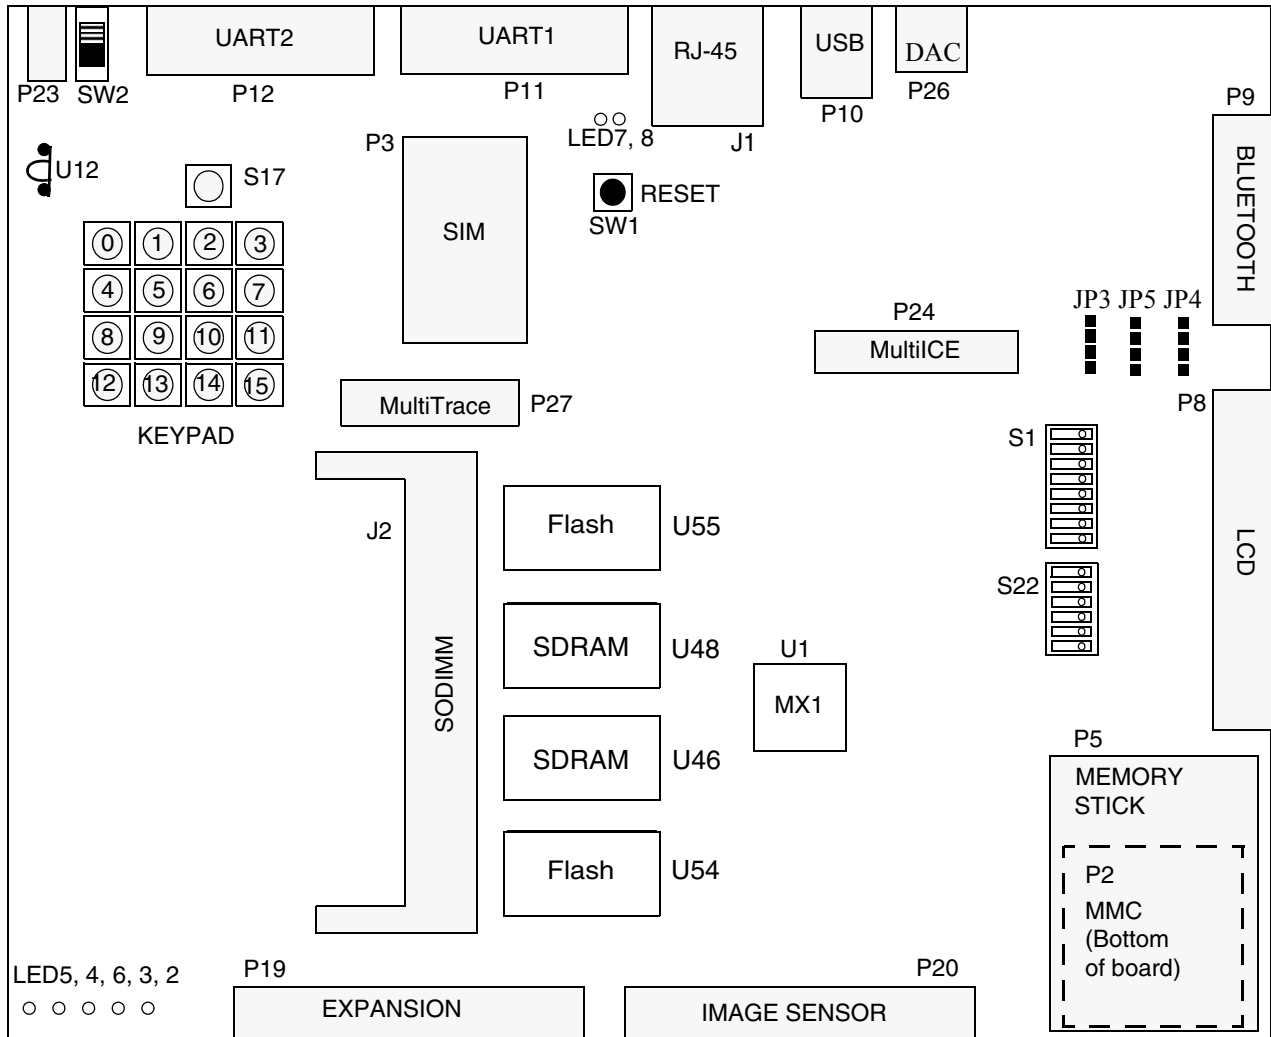 UART2
UART1
RJ-45
USB
DAC
P23
SW2
P12
P11
J1
P10
P26
P9
LED7, 8
P3
U12
S17
SIM
RESET
SW1
BLUETOOTH
0 1 2 3
4 5 6 7
8 9 10 11
12 13 14 15
KEYPAD
JP3 JP5 JP4
P24
MultiICE
MultiTrace
P27
P8
S1
J2
Flash
U55
LCD
S22
SODIMM
SDRAM
U48
U1
MX1
SDRAM
U46
P5
MEMORY
STICK
Flash
U54
P2
MMC
(Bottom
of board)
LED5, 4, 6, 3, 2
P19
P20
EXPANSION
IMAGE SENSOR